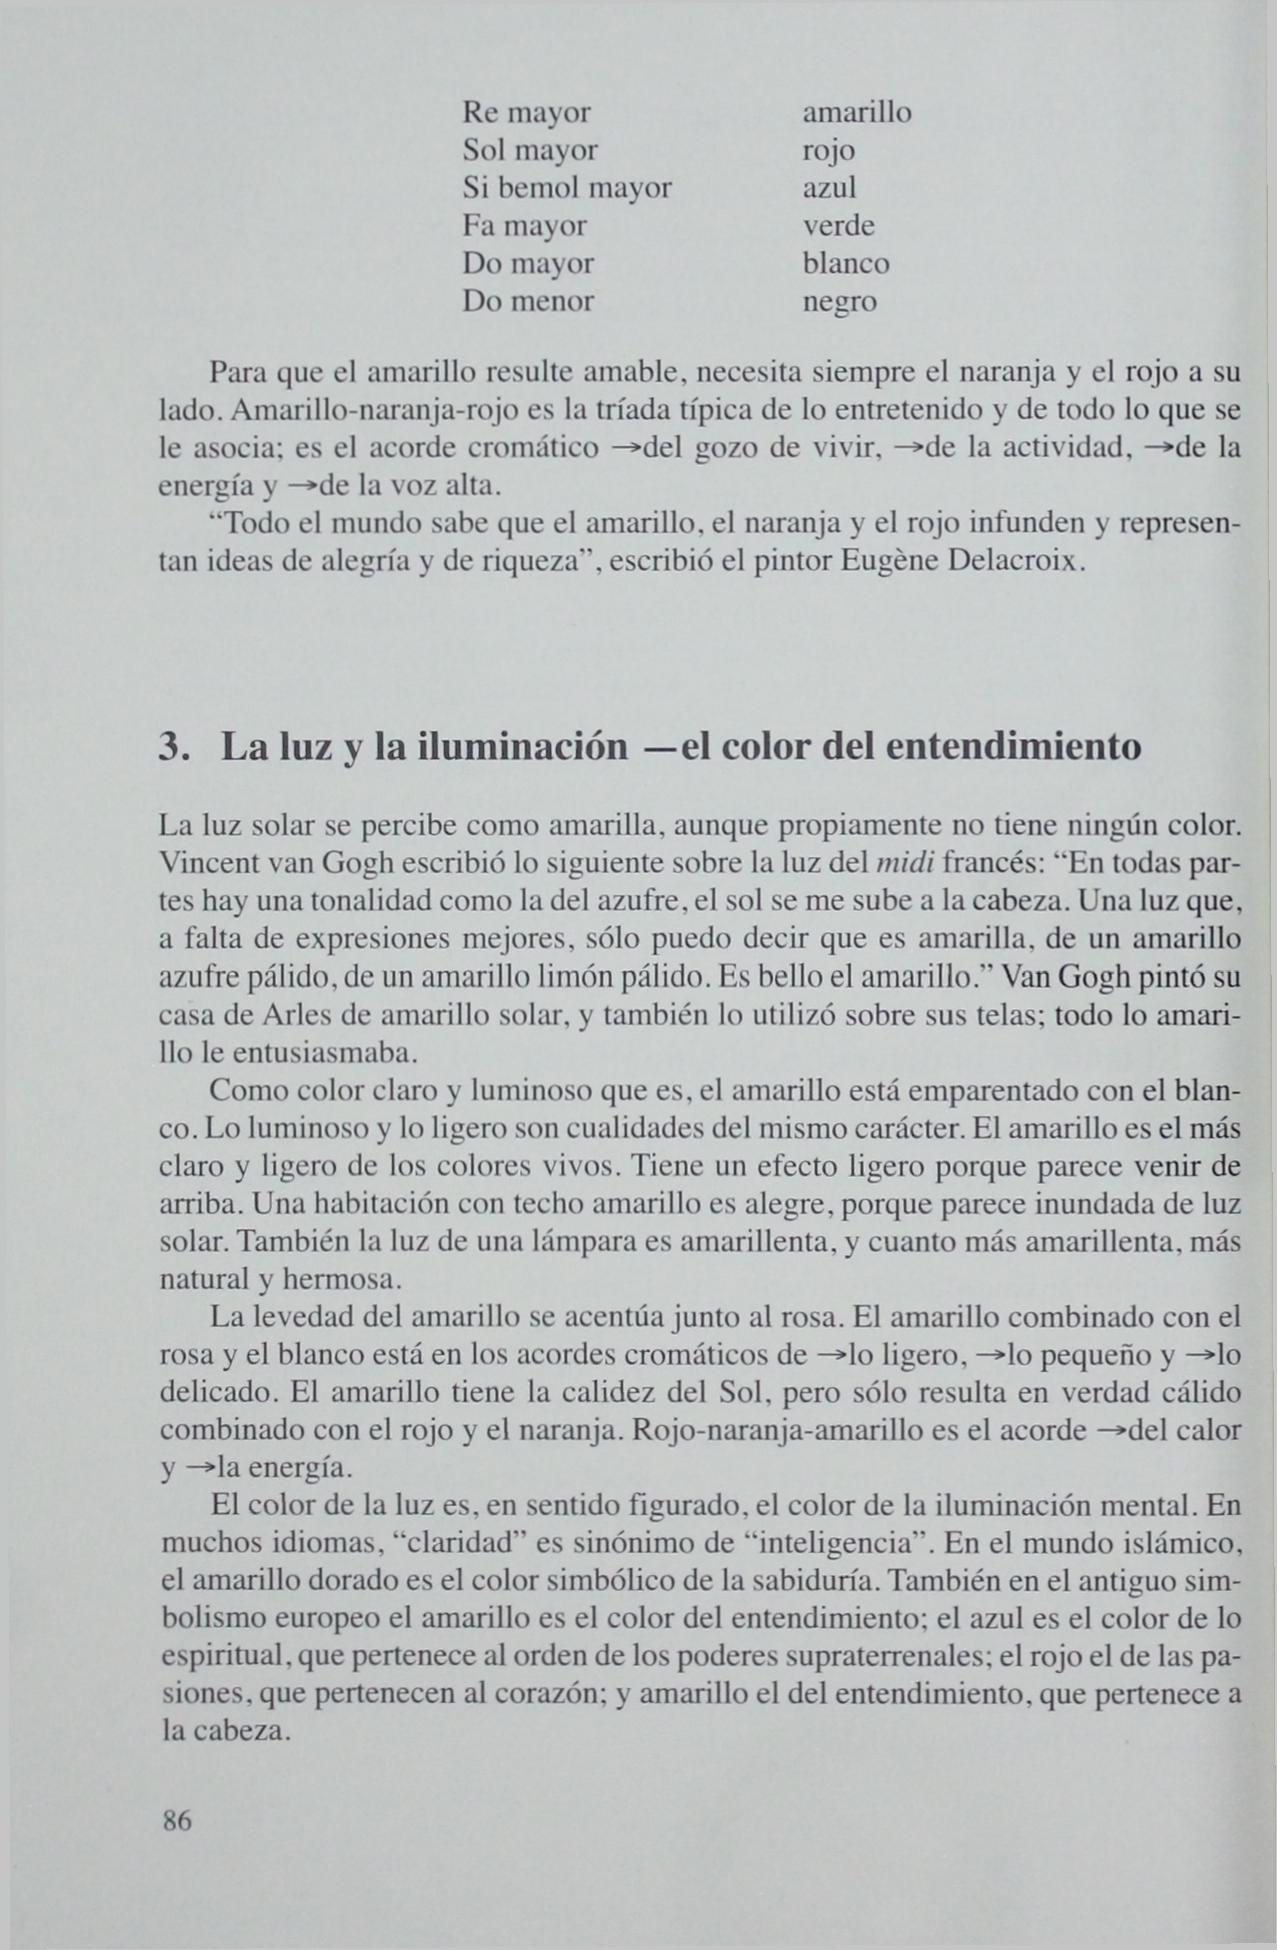 Re mayor amarillo
Sol mayor rojo
Si bemol mayor azul
Fa mayor verde
Do mayor blanco
Do menor negro
Para que el amarillo resulte amable, necesita siempre el naranja y el rojo a su
lado. Amarillo-naranja-rojo es la tríada típica de lo entretenido y de todo lo que se
le asocia; es el acorde cromático →del gozo de vivir, →de la actividad, →de la
energía y →de la voz alta.
“Todo el mundo sabe que el amarillo, el naranja y el rojo infunden y represen-
tan ideas de alegría y de riqueza”, escribió el pintor Eugène Delacroix.
3. La luz y la iluminación —el color del entendimiento
La luz solar se percibe como amarilla, aunque propiamente no tiene ningún color.
Vincent van Gogh escribió lo siguiente sobre la luz del midi francés: “En todas par-
tes hay una tonalidad como la del azufre, el sol se me sube a la cabeza. Una luz que,
a falta de expresiones mejores, sólo puedo decir que es amarilla, de un amarillo
azufre pálido, de un amarillo limón pálido. Es bello el amarillo.” Van Gogh pintó su
casa de Arles de amarillo solar, y también lo utilizó sobre sus telas; todo lo amari-
llo le entusiasmaba.
Como color claro y luminoso que es, el amarillo está emparentado con el blan-
co. Lo luminoso y lo ligero son cualidades del mismo carácter. El amarillo es el más
claro y ligero de los colores vivos. Tiene un efecto ligero porque parece venir de
arriba. Una habitación con techo amarillo es alegre, porque parece inundada de luz
solar. También la luz de una lámpara es amarillenta, y cuanto más amarillenta, más
natural y hermosa.
La levedad del amarillo se acentúa junto al rosa. El amarillo combinado con el
rosa y el blanco está en los acordes cromáticos de →lo ligero, →lo pequeño y →lo
delicado. El amarillo tiene la calidez del Sol, pero sólo resulta en verdad cálido
combinado con el rojo y el naranja. Rojo-naranja-amarillo es el acorde →del calor
y →la energía.
El color de la luz es, en sentido figurado, el color de la iluminación mental. En
muchos idiomas, “claridad” es sinónimo de “inteligencia”. En el mundo islámico,
el amarillo dorado es el color simbólico de la sabiduría. También en el antiguo sim-
bolismo europeo el amarillo es el color del entendimiento; el azul es el color de lo
espiritual, que pertenece al orden de los poderes supraterrenales; el rojo el de las pa-
siones, que pertenecen al corazón; y amarillo el del entendimiento, que pertenece a
la cabeza.
86